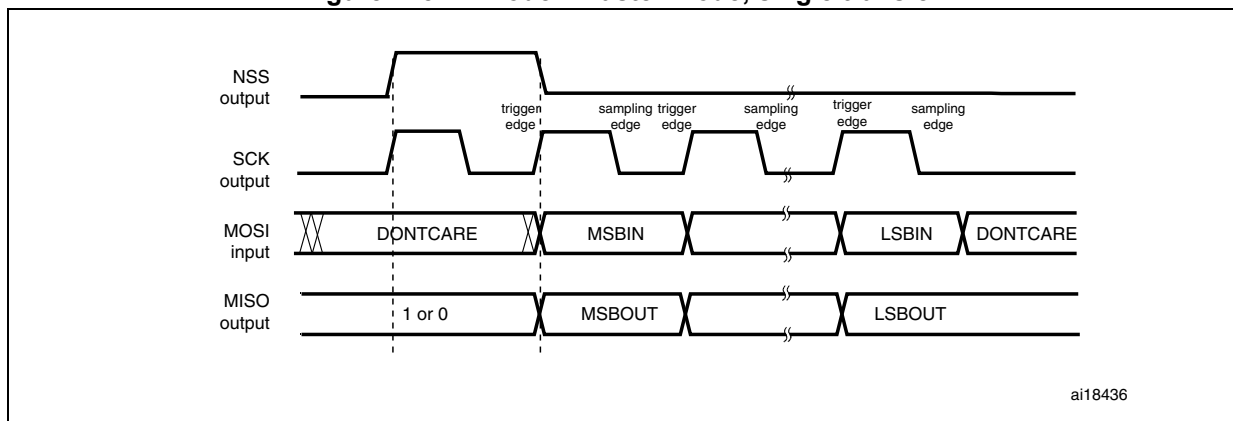 NSS
output
trigger
edge
sampling
edge
trigger
edge
sampling
edge
trigger
edge
sampling
edge
SCK
output
MOSI
input
DONTCARE
MSBIN
LSBIN
DONTCARE
MISO
output
1 or 0
MSBOUT
LSBOUT
ai18436